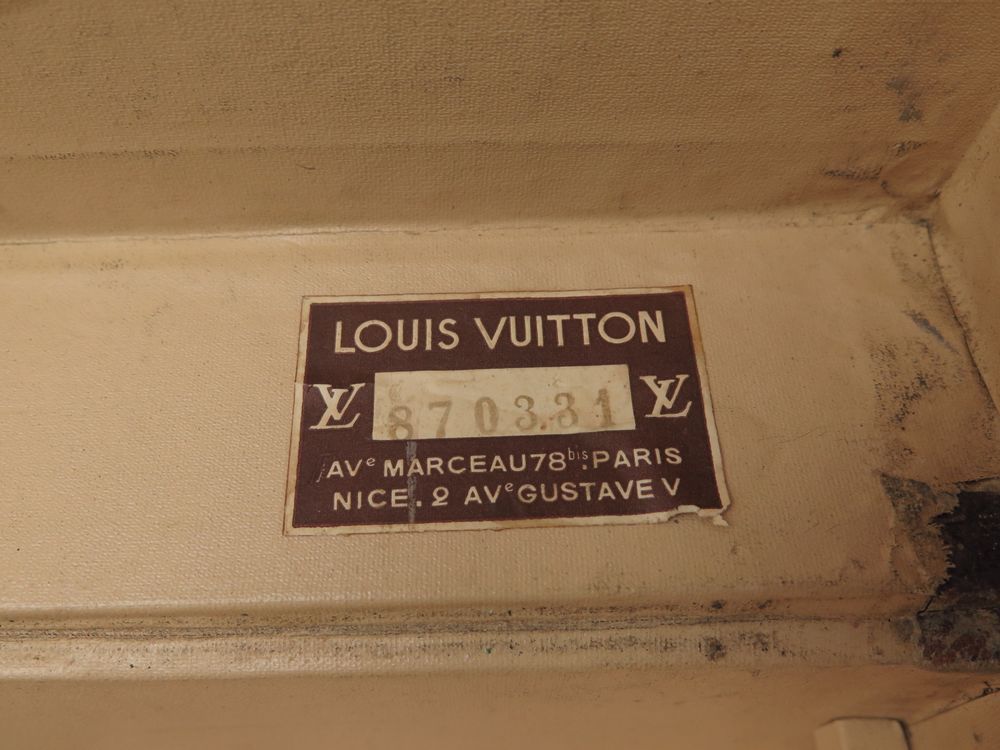 LOUIS VUITTON
LV 870331 LV
AVe MARCEAU 78bis. PARIS
NICE. 2 AVe GUSTAVE V